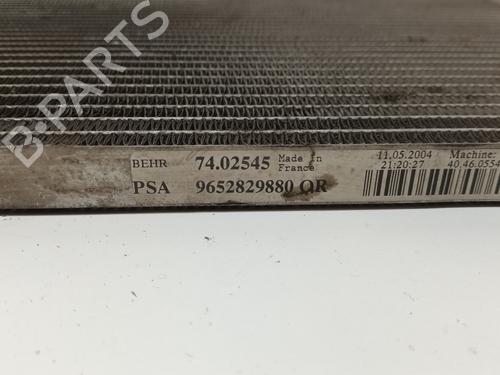 B-PARTS
BEHR 74.02545 Made in France 11.05.2004 21:20:27 Machine: 40.46.0554
PSA 9652829880 QR